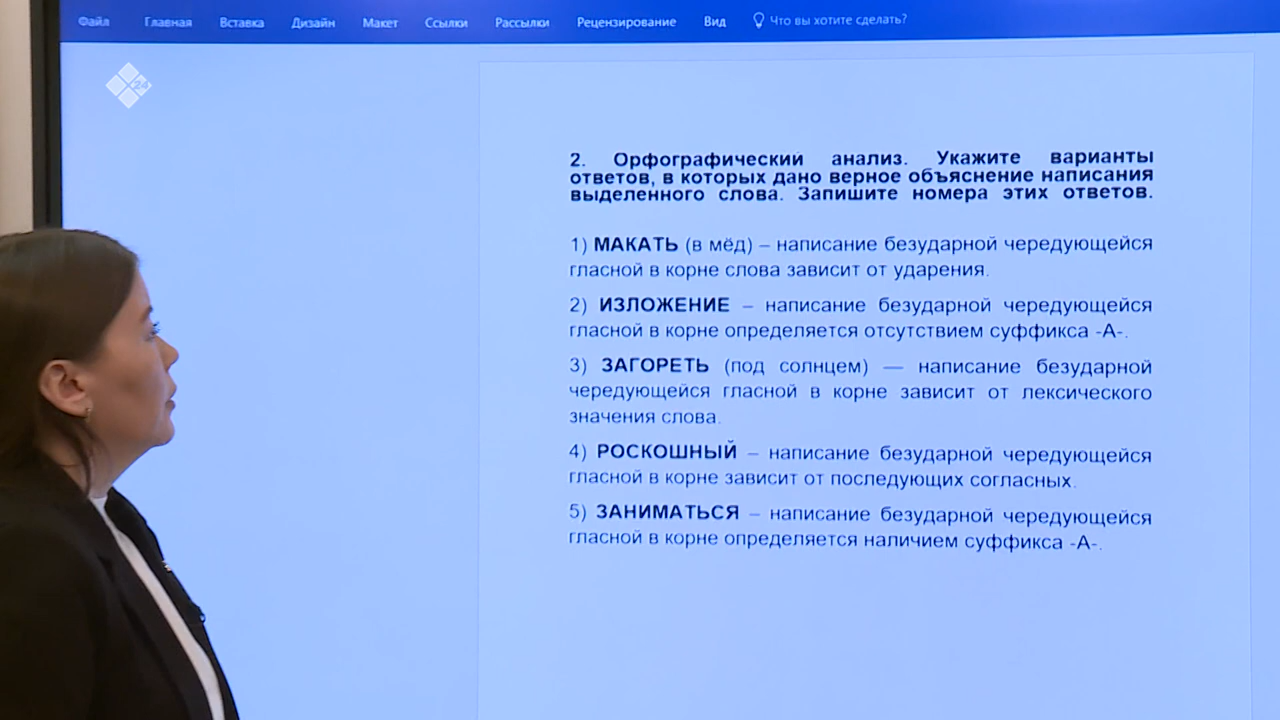 Файл Главная Вставка Дизайн Макет Ссылки Рассылки Рецензирование Вид Что вы хотите сделать?
24
2. Орфографический анализ. Укажите варианты
ответов, в которых дано верное объяснение написания
выделенного слова. Запишите номера этих ответов.
1) МАКАТЬ (в мёд) – написание безударной чередующейся
гласной в корне слова зависит от ударения.
2) ИЗЛОЖЕНИЕ – написание безударной чередующейся
гласной в корне определяется отсутствием суффикса -А-.
3) ЗАГОРЕТЬ (под солнцем) — написание безударной
чередующейся гласной в корне зависит от лексического
значения слова.
4) РОСКОШНЫЙ – написание безударной чередующейся
гласной в корне зависит от последующих согласных.
5) ЗАНИМАТЬСЯ – написание безударной чередующейся
гласной в корне определяется наличием суффикса -А-.